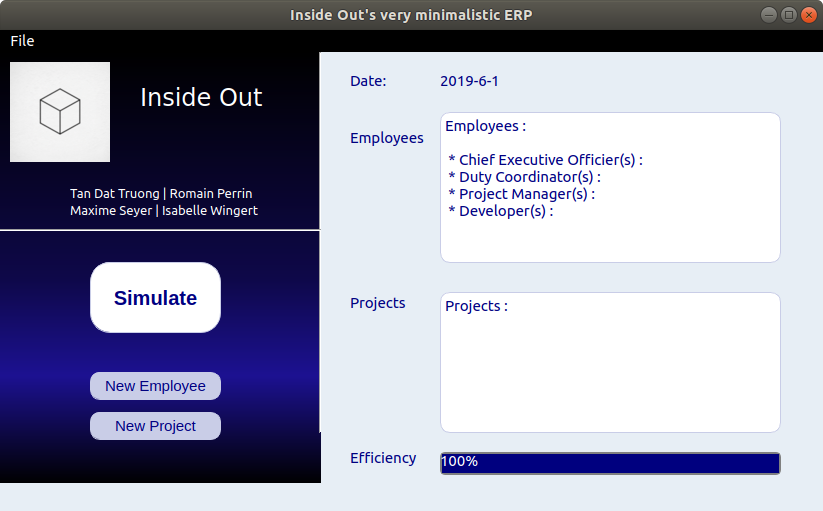 Inside Out's very minimalistic ERP
File
Inside Out
Tan Dat Truong | Romain Perrin
Maxime Seyer | Isabelle Wingert
Simulate
New Employee
New Project
Date: 2019-6-1
Employees
Employees :
* Chief Executive Officier(s) :
* Duty Coordinator(s) :
* Project Manager(s) :
* Developer(s) :
Projects
Projects :
Efficiency
100%